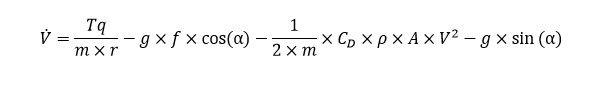 V̇ = Tq / (m × r) − g × f × cos(α) − 1 / (2 × m) × C_D × ρ × A × V² − g × sin (α)